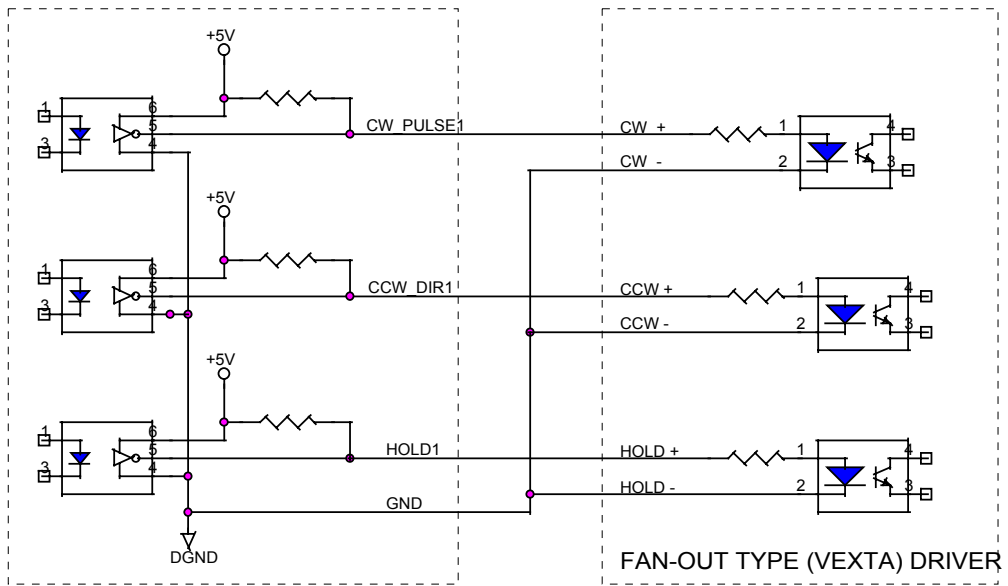 +5V
1 6
5 CW_PULSE1 CW + 1 4
3 4 CW - 2 3
+5V
1 6
5 CCW_DIR1 CCW + 1 4
3 4 CCW - 2 3
+5V
1 6
5 HOLD1 HOLD + 1 4
3 4 HOLD - 2 3
GND
DGND
FAN-OUT TYPE (VEXTA) DRIVER